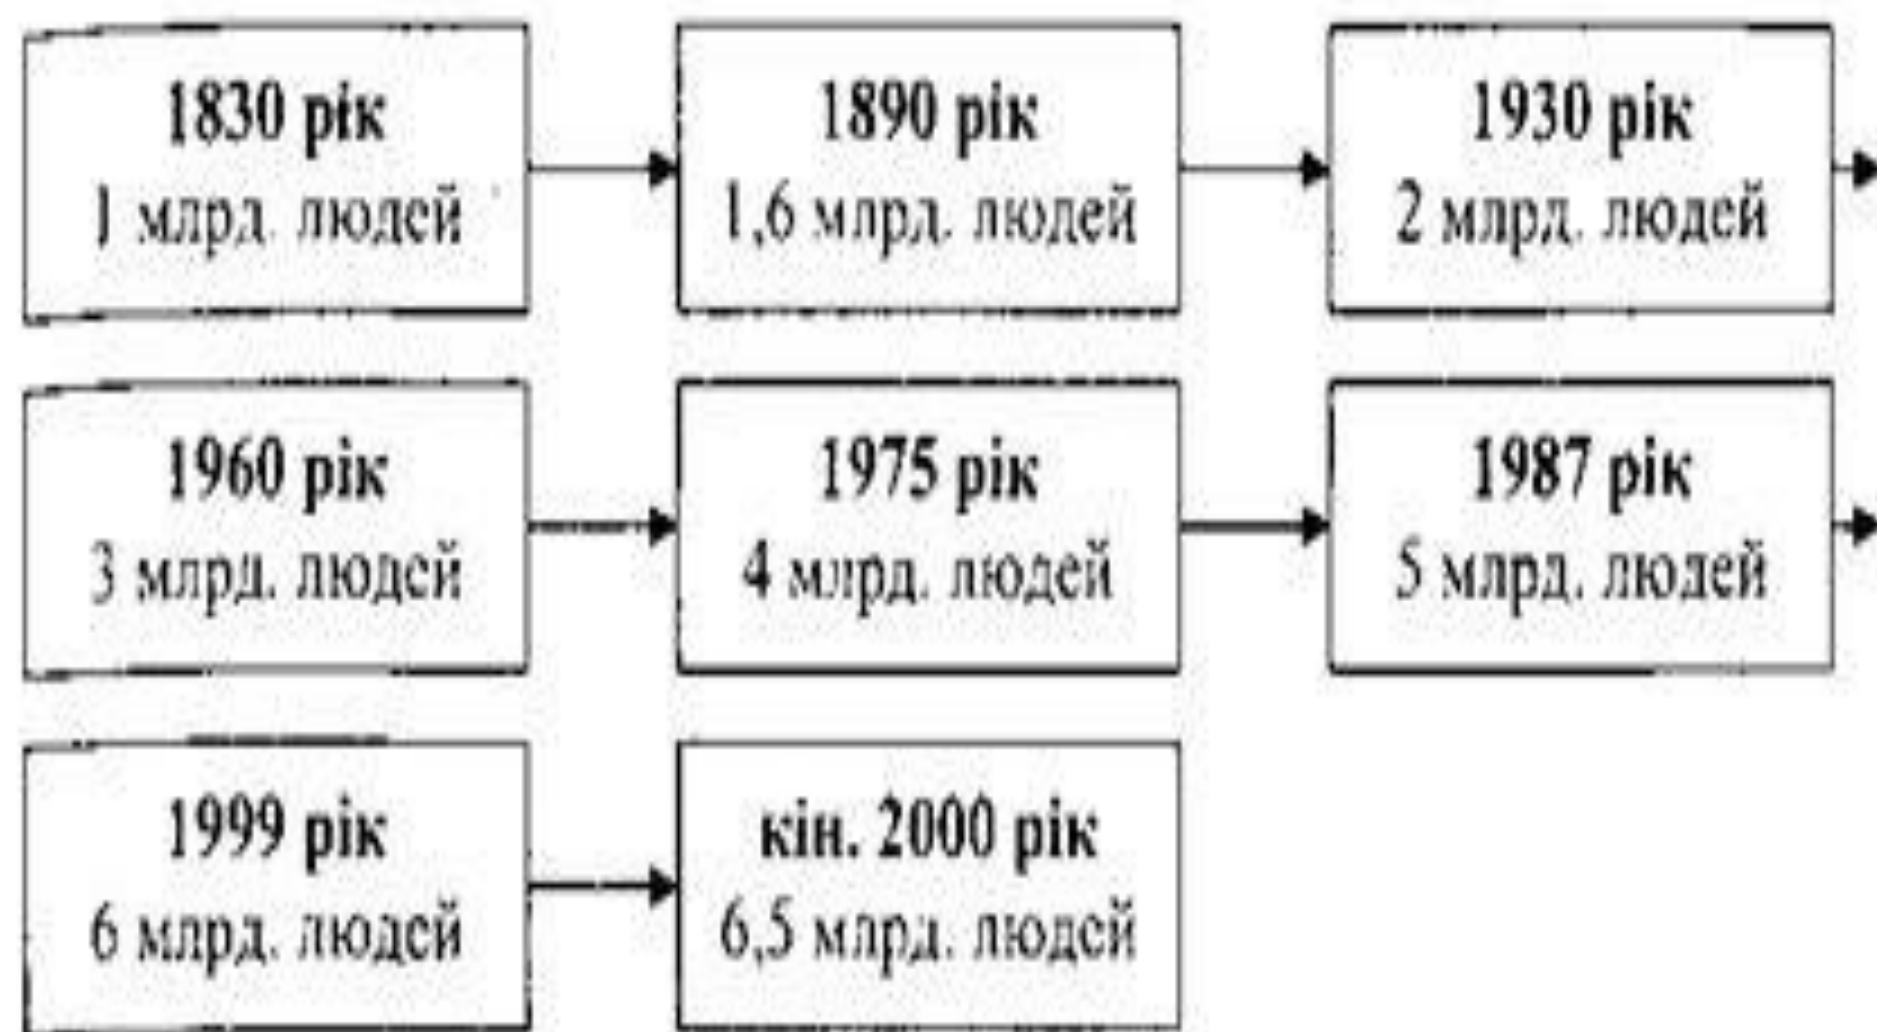 1830 рік
1 млрд. людей
1890 рік
1,6 млрд. людей
1930 рік
2 млрд. людей
1960 рік
3 млрд. людей
1975 рік
4 млрд. людей
1987 рік
5 млрд. людей
1999 рік
6 млрд. людей
кін. 2000 рік
6,5 млрд. людей